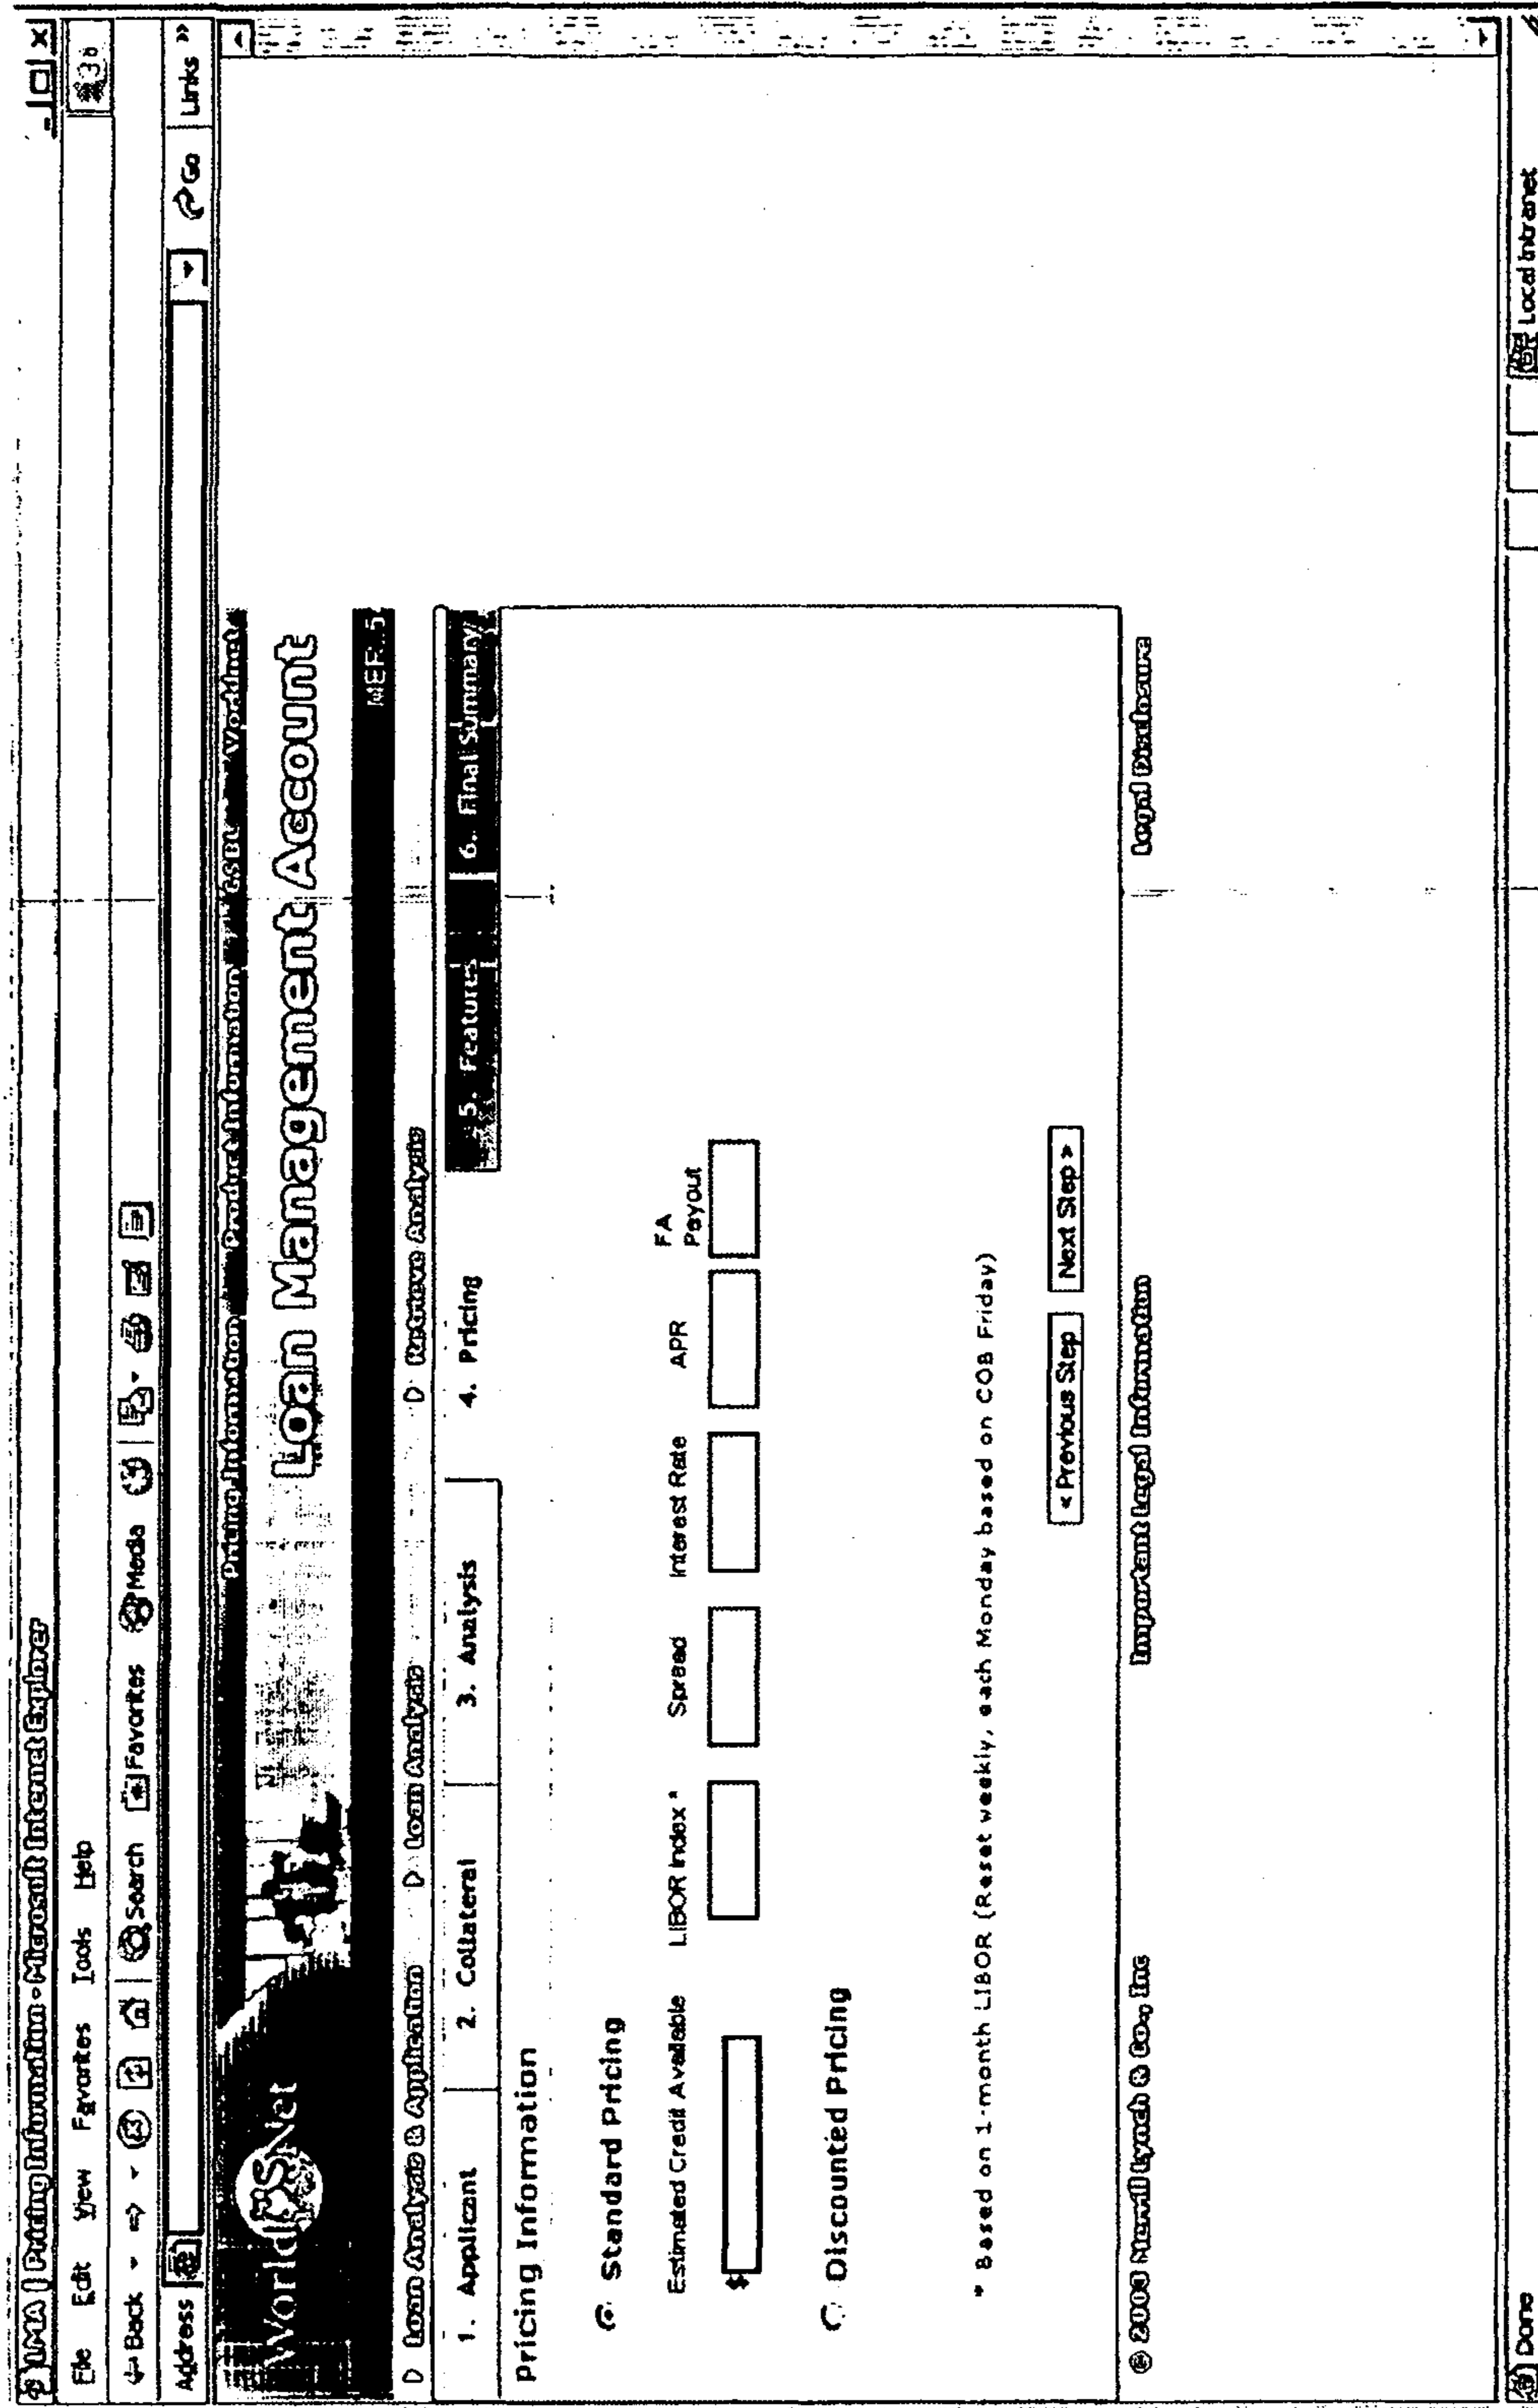 LMA | Pricing Information - Microsoft Internet Explorer
File Edit View Favorites Tools Help
Back Search Favorites Media
Address Go Links »
Pricing Information Product Information Worldnet
World Net
Loan Management Account
Loan Analysis & Application Loan Analysis Retrieve Analysis
1. Applicant 2. Collateral 3. Analysis 4. Pricing 5. Features 6. Final Summary
Pricing Information
Standard Pricing
Estimated Credit Available LIBOR Index * Spread Interest Rate APR FA Payout
$
Discounted Pricing
* Based on 1-month LIBOR (Reset weekly, each Monday based on COB Friday)
< Previous Step Next Step >
Merrill Lynch & Co., Inc Important Legal Information Legal Disclosure
Done Local intranet